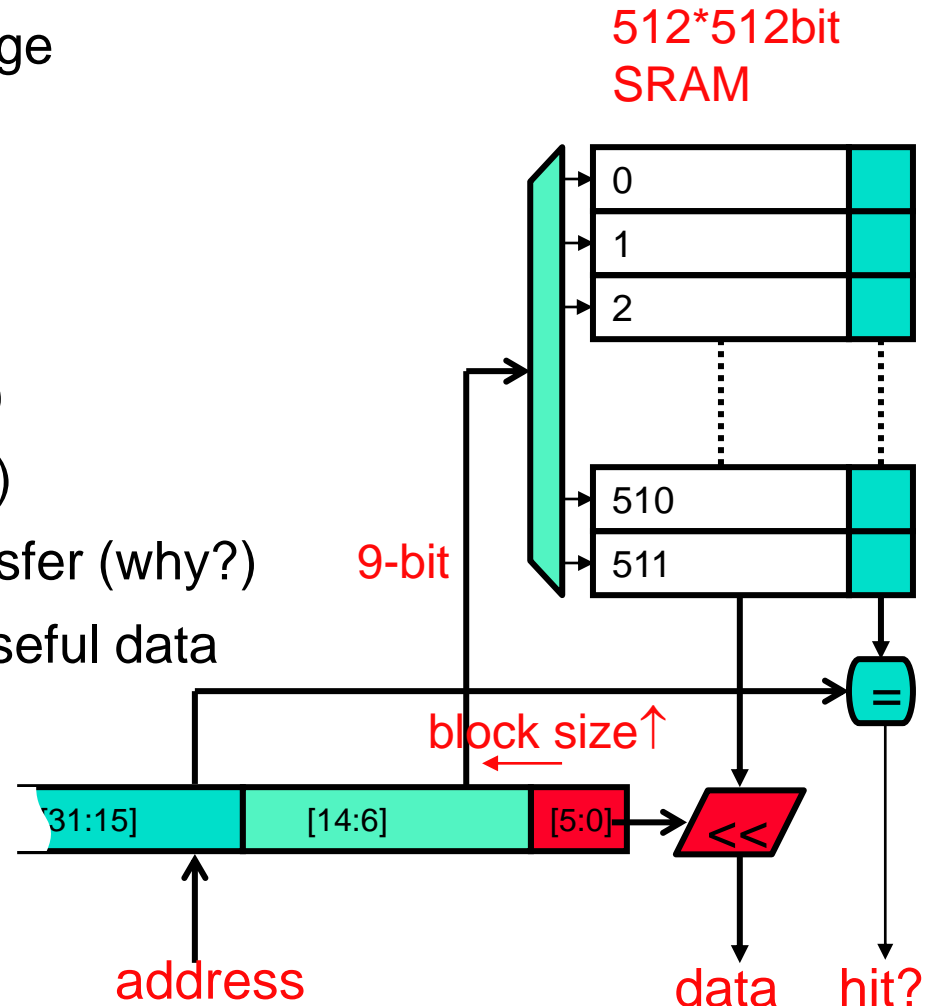 ge
512*512bit
SRAM
0
1
2
)
)
sfer (why?)
seful data
9-bit
510
511
=
block size↑
[31:15]
[14:6]
[5:0]
<<
address
data
hit?